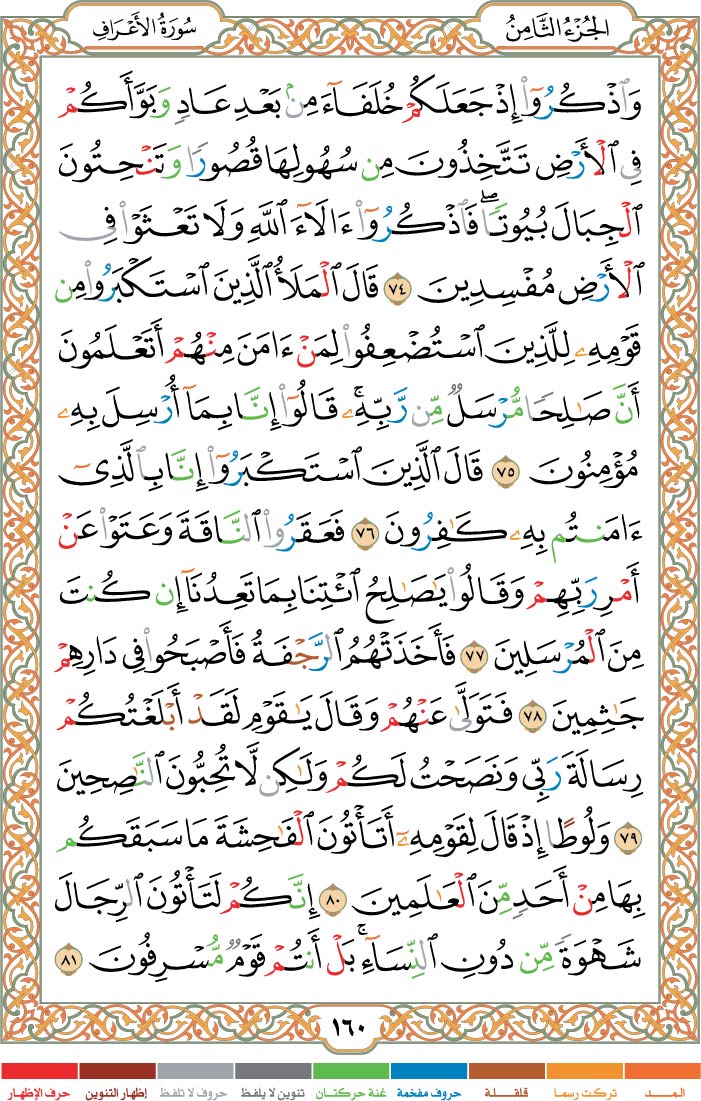 الجُزْءُ الثَّامِنُ
سُورَةُ الأَعْرَافِ
وَٱذْكُرُوٓا۟ إِذْ جَعَلَكُمْ خُلَفَآءَ مِنۢ بَعْدِ عَادٍ وَبَوَّأَكُمْ
فِى ٱلْأَرْضِ تَتَّخِذُونَ مِن سُهُولِهَا قُصُورًا وَتَنْحِتُونَ
ٱلْجِبَالَ بُيُوتًا ۖ فَٱذْكُرُوٓا۟ ءَالَآءَ ٱللَّهِ وَلَا تَعْثَوْا۟ فِى
ٱلْأَرْضِ مُفْسِدِينَ ٧٤ قَالَ ٱلْمَلَأُ ٱلَّذِينَ ٱسْتَكْبَرُوا۟ مِن
قَوْمِهِۦ لِلَّذِينَ ٱسْتُضْعِفُوا۟ لِمَنْ ءَامَنَ مِنْهُمْ أَتَعْلَمُونَ
أَنَّ صَٰلِحًا مُّرْسَلٌ مِّن رَّبِّهِۦ ۚ قَالُوٓا۟ إِنَّا بِمَآ أُرْسِلَ بِهِۦ
مُؤْمِنُونَ ٧٥ قَالَ ٱلَّذِينَ ٱسْتَكْبَرُوٓا۟ إِنَّا بِٱلَّذِىٓ
ءَامَنتُم بِهِۦ كَٰفِرُونَ ٧٦ فَعَقَرُوا۟ ٱلنَّاقَةَ وَعَتَوْا۟ عَنْ
أَمْرِ رَبِّهِمْ وَقَالُوا۟ يَٰصَٰلِحُ ٱئْتِنَا بِمَا تَعِدُنَآ إِن كُنتَ
مِنَ ٱلْمُرْسَلِينَ ٧٧ فَأَخَذَتْهُمُ ٱلرَّجْفَةُ فَأَصْبَحُوا۟ فِى دَارِهِمْ
جَٰثِمِينَ ٧٨ فَتَوَلَّىٰ عَنْهُمْ وَقَالَ يَٰقَوْمِ لَقَدْ أَبْلَغْتُكُمْ
رِسَالَةَ رَبِّى وَنَصَحْتُ لَكُمْ وَلَٰكِن لَّا تُحِبُّونَ ٱلنَّٰصِحِينَ
٧٩ وَلُوطًا إِذْ قَالَ لِقَوْمِهِۦٓ أَتَأْتُونَ ٱلْفَٰحِشَةَ مَا سَبَقَكُم
بِهَا مِنْ أَحَدٍ مِّنَ ٱلْعَٰلَمِينَ ٨٠ إِنَّكُمْ لَتَأْتُونَ ٱلرِّجَالَ
شَهْوَةً مِّن دُونِ ٱلنِّسَآءِ ۚ بَلْ أَنتُمْ قَوْمٌ مُّسْرِفُونَ ٨١
١٦٠
المــــد
تركت رسما
قلقـــلة
حروف مفخمة
غنة حركتان
تنوين لا يلفظ
حروف لا تلفظ
إظهار التنوين
حرف الإظهار